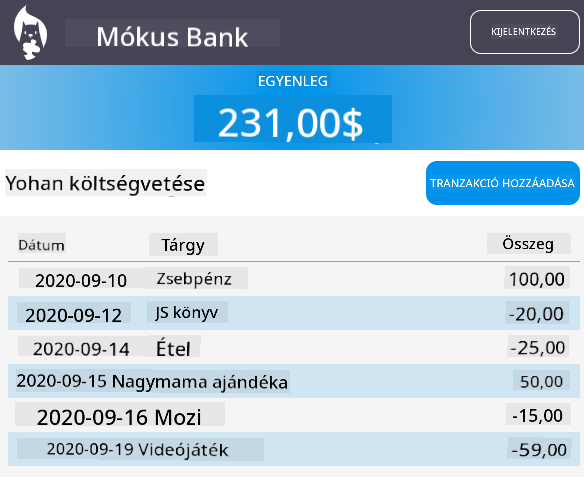 Mókus Bank
KIJELENTKEZÉS
EGYENLEG
231,00$
Yohan költségvetése
TRANZAKCIÓ HOZZÁADÁSA
Dátum Tárgy Összeg
2020-09-10 Zsebpénz 100,00
2020-09-12 JS könyv -20,00
2020-09-14 Étel -25,00
2020-09-15 Nagymama ajándéka 50,00
2020-09-16 Mozi -15,00
2020-09-19 Videójáték -59,00